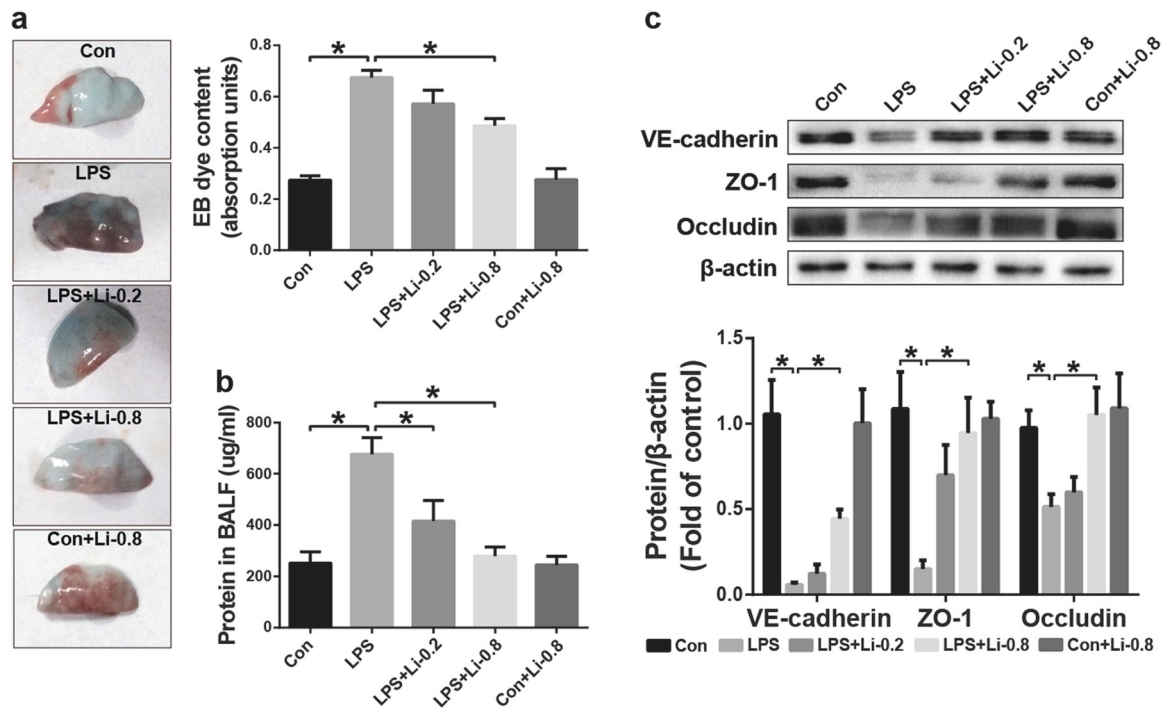 a
Con
LPS
LPS+Li-0.2
LPS+Li-0.8
Con+Li-0.8
EB dye content
(absorption units)
0.8
0.6
0.4
0.2
0.0
* *
Con LPS LPS+Li-0.2 LPS+Li-0.8 Con+Li-0.8
b
Protein in BALF (ug/ml)
800
600
400
200
0
*
* *
Con LPS LPS+Li-0.2 LPS+Li-0.8 Con+Li-0.8
c
Con LPS LPS+Li-0.2 LPS+Li-0.8 Con+Li-0.8
VE-cadherin
ZO-1
Occludin
β-actin
Protein/β-actin
(Fold of control)
1.5
1.0
0.5
0.0
* * * * * *
VE-cadherin ZO-1 Occludin
Con LPS LPS+Li-0.2 LPS+Li-0.8 Con+Li-0.8